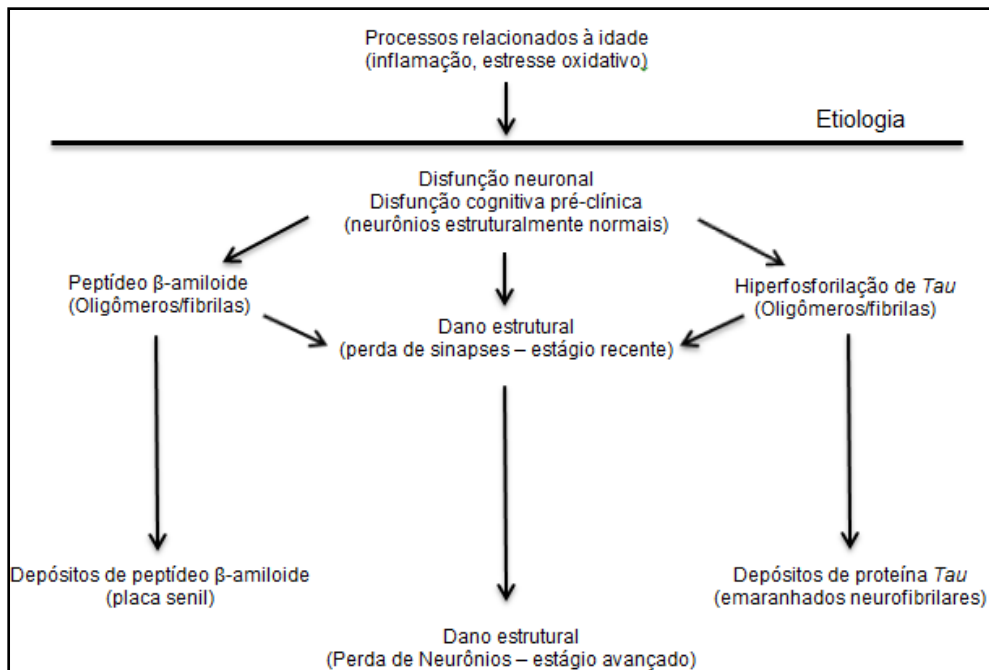 Processos relacionados à idade
(inflamação, estresse oxidativo)
Etiologia
Disfunção neuronal
Disfunção cognitiva pré-clínica
(neurônios estruturalmente normais)
Peptídeo β-amiloide
(Oligômeros/fibrilas)
Hiperfosforilação de Tau
(Oligômeros/fibrilas)
Dano estrutural
(perda de sinapses – estágio recente)
Depósitos de peptídeo β-amiloide
(placa senil)
Depósitos de proteína Tau
(emaranhados neurofibrilares)
Dano estrutural
(Perda de Neurônios – estágio avançado)